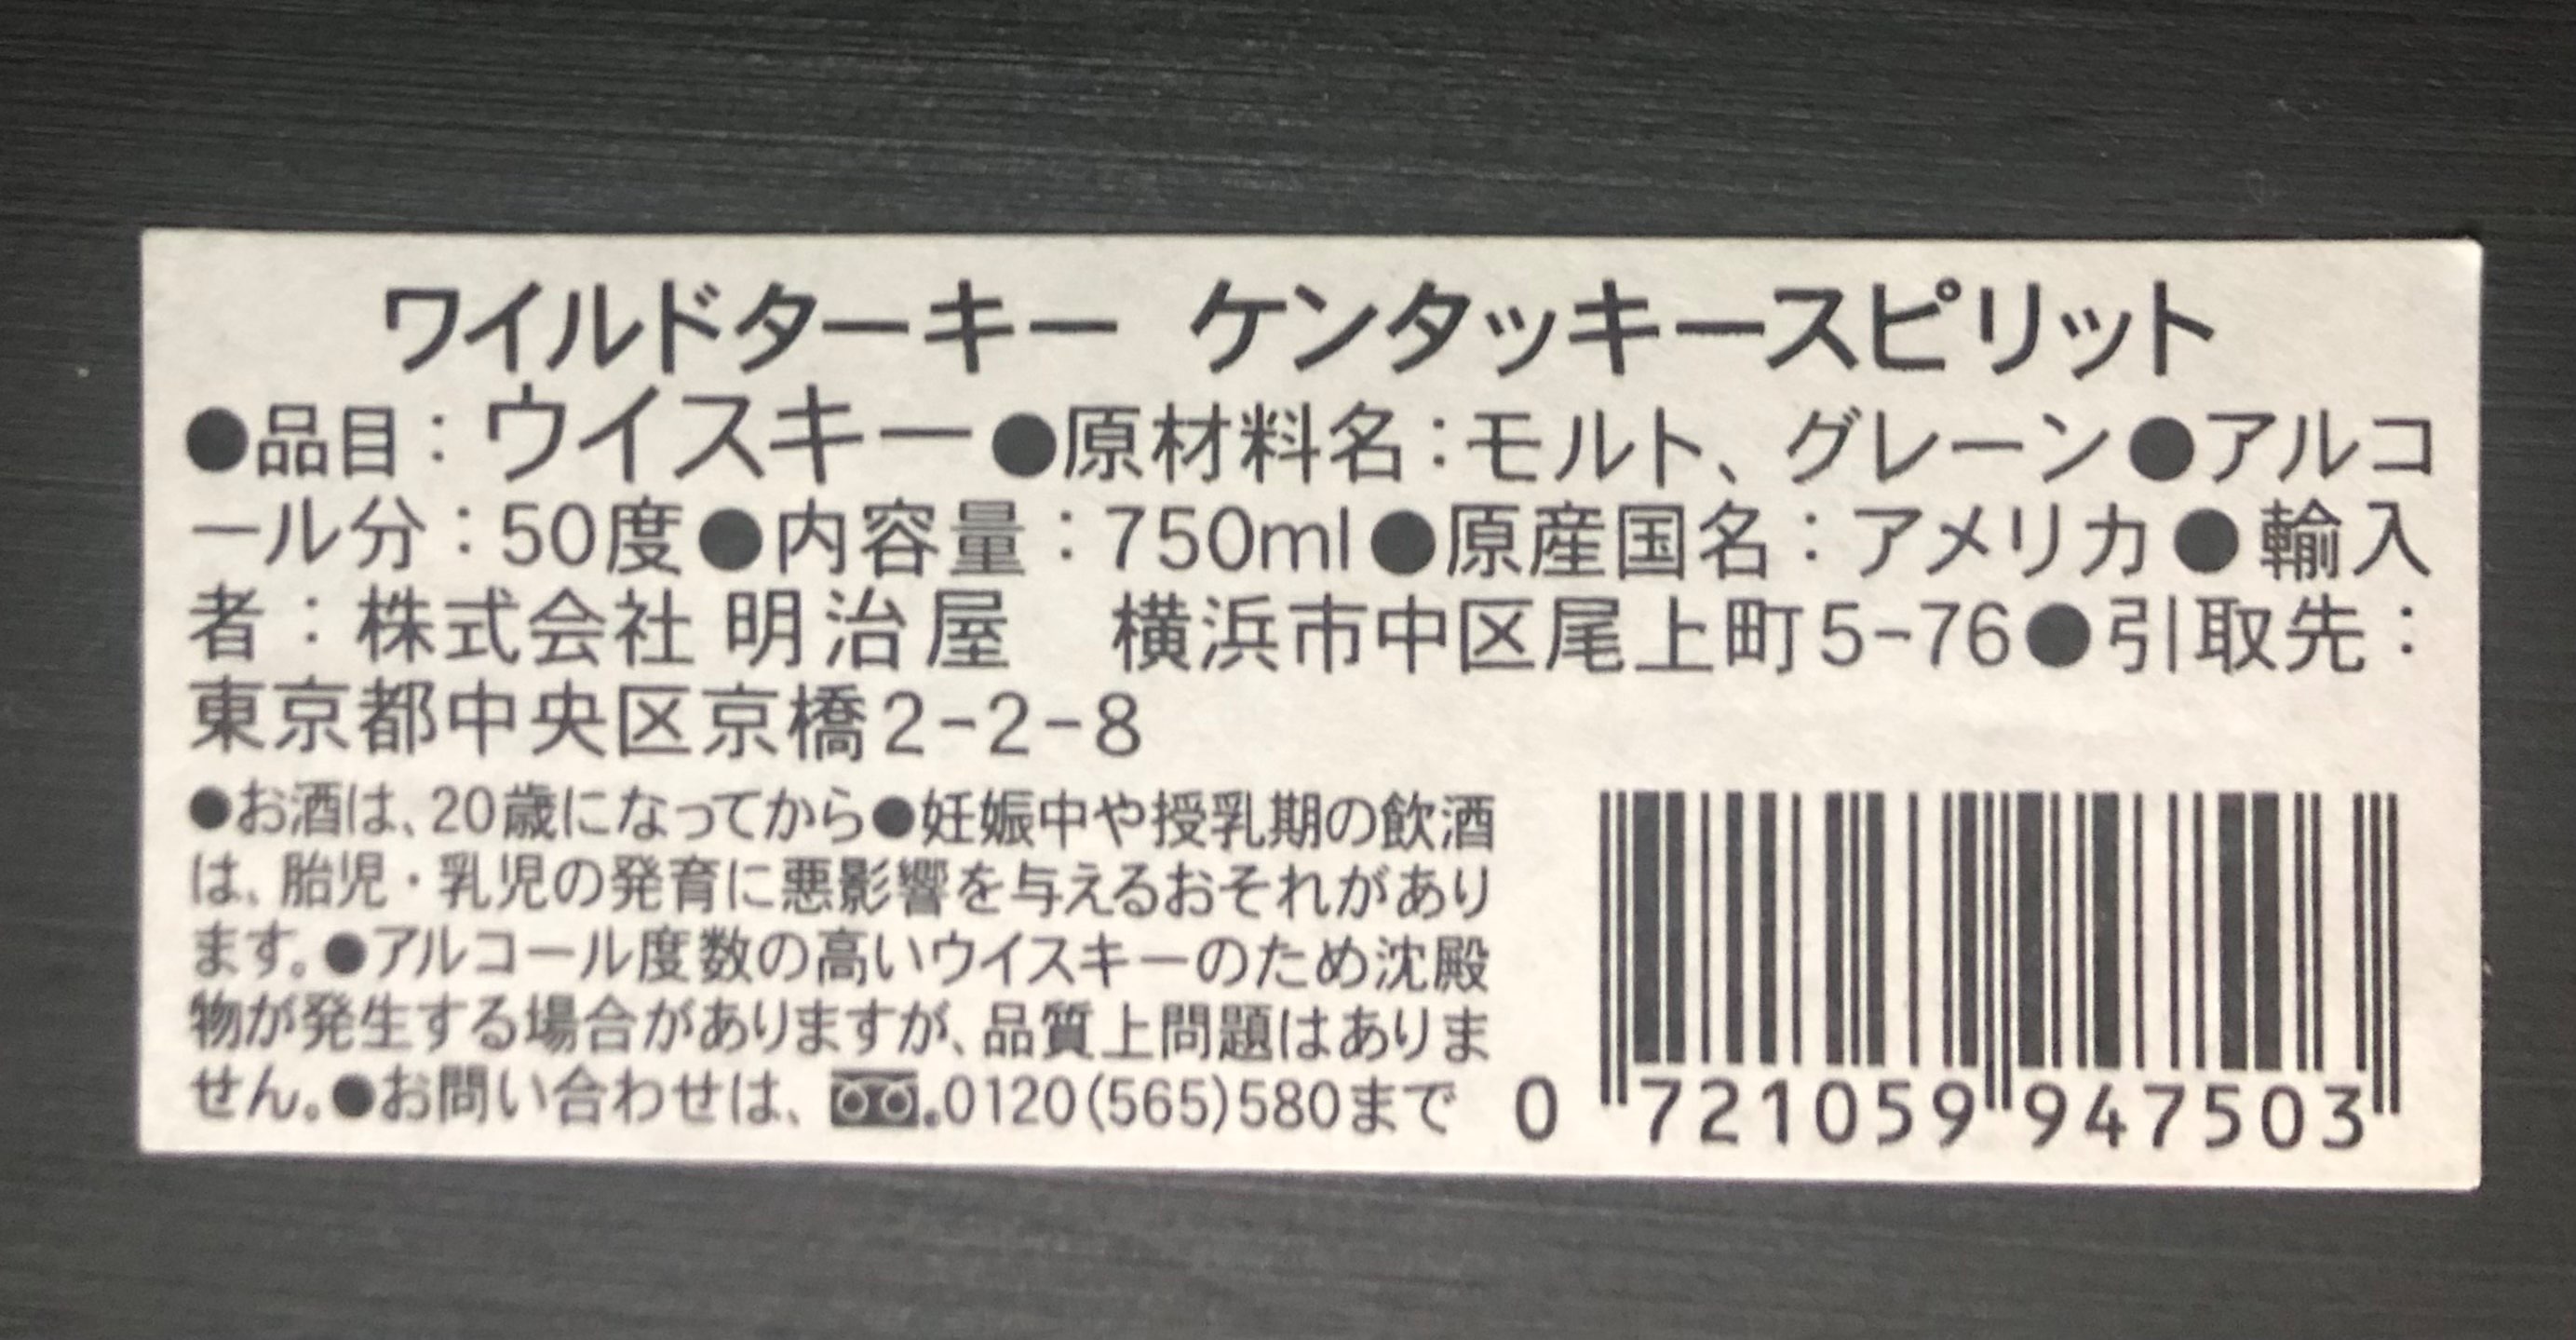 ワイルドターキー ケンタッキースピリット
●品目：ウイスキー●原材料名：モルト、グレーン●アルコ
ール分：50度●内容量：750ml●原産国名：アメリカ●輸入
者：株式会社 明治屋　横浜市中区尾上町5-76●引取先：
東京都中央区京橋2-2-8
●お酒は、20歳になってから●妊娠中や授乳期の飲酒
は、胎児・乳児の発育に悪影響を与えるおそれがあり
ます。●アルコール度数の高いウイスキーのため沈殿
物が発生する場合がありますが、品質上問題はありま
せん。●お問い合わせは、.0120(565)580まで
0 721059 947503